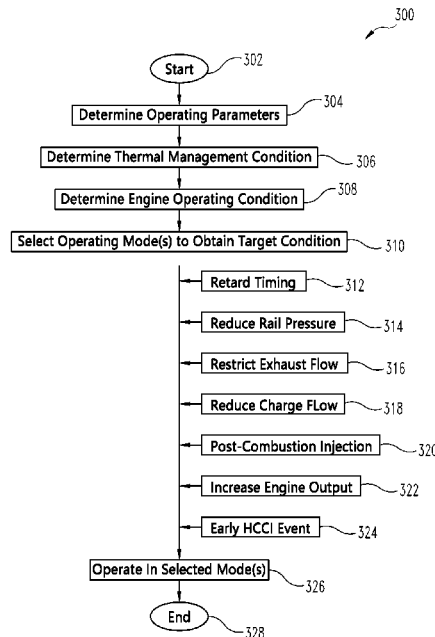 300
Start
302
Determine Operating Parameters
304
Determine Thermal Management Condition
306
Determine Engine Operating Condition
308
Select Operating Mode(s) to Obtain Target Condition
310
Retard Timing
312
Reduce Rail Pressure
314
Restrict Exhaust Flow
316
Reduce Charge FLow
318
Post-Combustion Injection
320
Increase Engine Output
322
Early HCCI Event
324
Operate In Selected Mode(s)
326
End
328